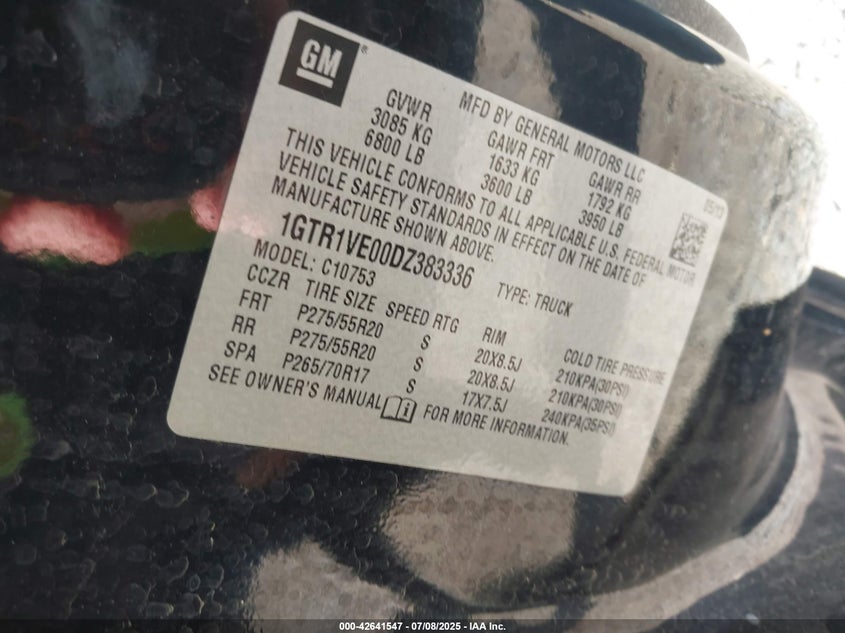 GM
MFD BY GENERAL MOTORS LLC
05/13
GVWR GAWR FRT GAWR RR
3085 KG 1633 KG 1792 KG
6800 LB 3600 LB 3950 LB
THIS VEHICLE CONFORMS TO ALL APPLICABLE U.S. FEDERAL MOTOR
VEHICLE SAFETY STANDARDS IN EFFECT ON THE DATE OF
MANUFACTURE SHOWN ABOVE.
1GTR1VE00DZ383336 TYPE: TRUCK
MODEL: C10753
CCZR TIRE SIZE SPEED RTG RIM COLD TIRE PRESSURE
FRT P275/55R20 S 20X8.5J 210KPA(30PSI)
RR P275/55R20 S 20X8.5J 210KPA(30PSI)
SPA P265/70R17 S 17X7.5J 240KPA(35PSI)
SEE OWNER'S MANUAL FOR MORE INFORMATION.
000-42641547 - 07/08/2025 - IAA Inc.